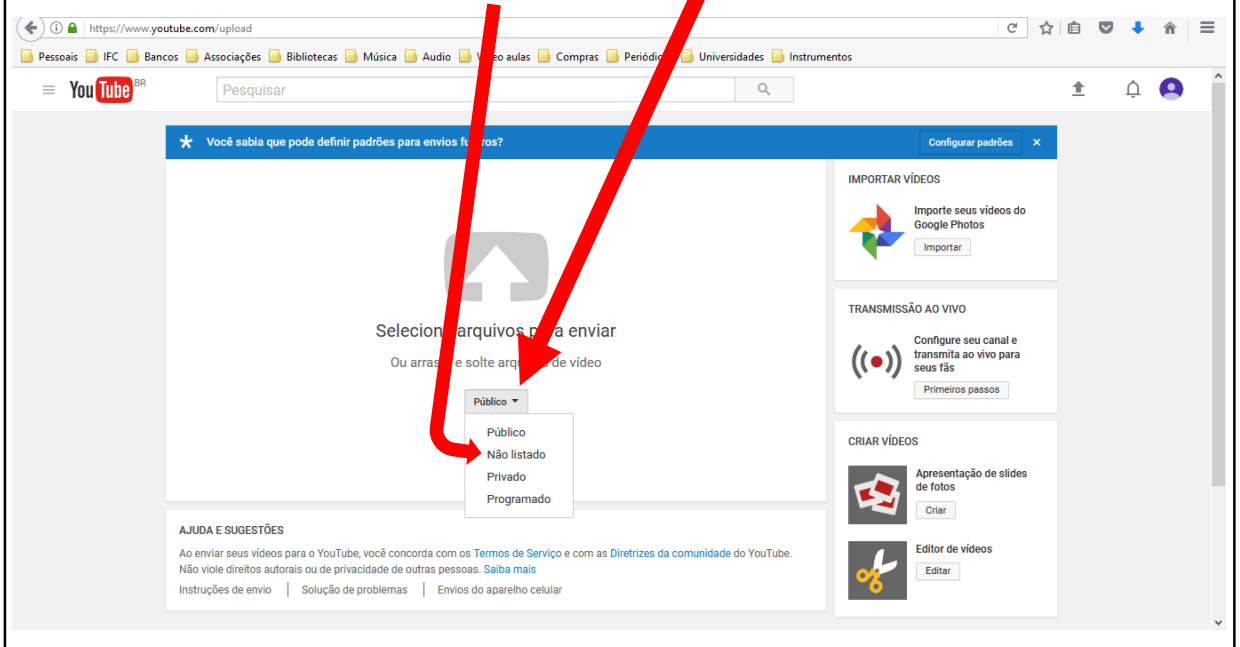 https://www.youtube.com/upload
Pessoais IFC Bancos Associações Bibliotecas Música Audio eo aulas Compras Periódic Universidades Instrumentos
YouTube BR
Pesquisar
Você sabia que pode definir padrões para envios fu ros?
Configurar padrões ×
Selecion arquivos p a enviar
Ou arras e solte arq s de vídeo
Público
Público
Não listado
Privado
Programado
AJUDA E SUGESTÕES
Ao enviar seus vídeos para o YouTube, você concorda com os Termos de Serviço e com as Diretrizes da comunidade do YouTube.
Não viole direitos autorais ou de privacidade de outras pessoas. Saiba mais
Instruções de envio | Solução de problemas | Envios do aparelho celular
IMPORTAR VÍDEOS
Importe seus vídeos do
Google Photos
Importar
TRANSMISSÃO AO VIVO
Configure seu canal e
transmita ao vivo para
seus fãs
Primeiros passos
CRIAR VÍDEOS
Apresentação de slides
de fotos
Criar
Editor de vídeos
Editar